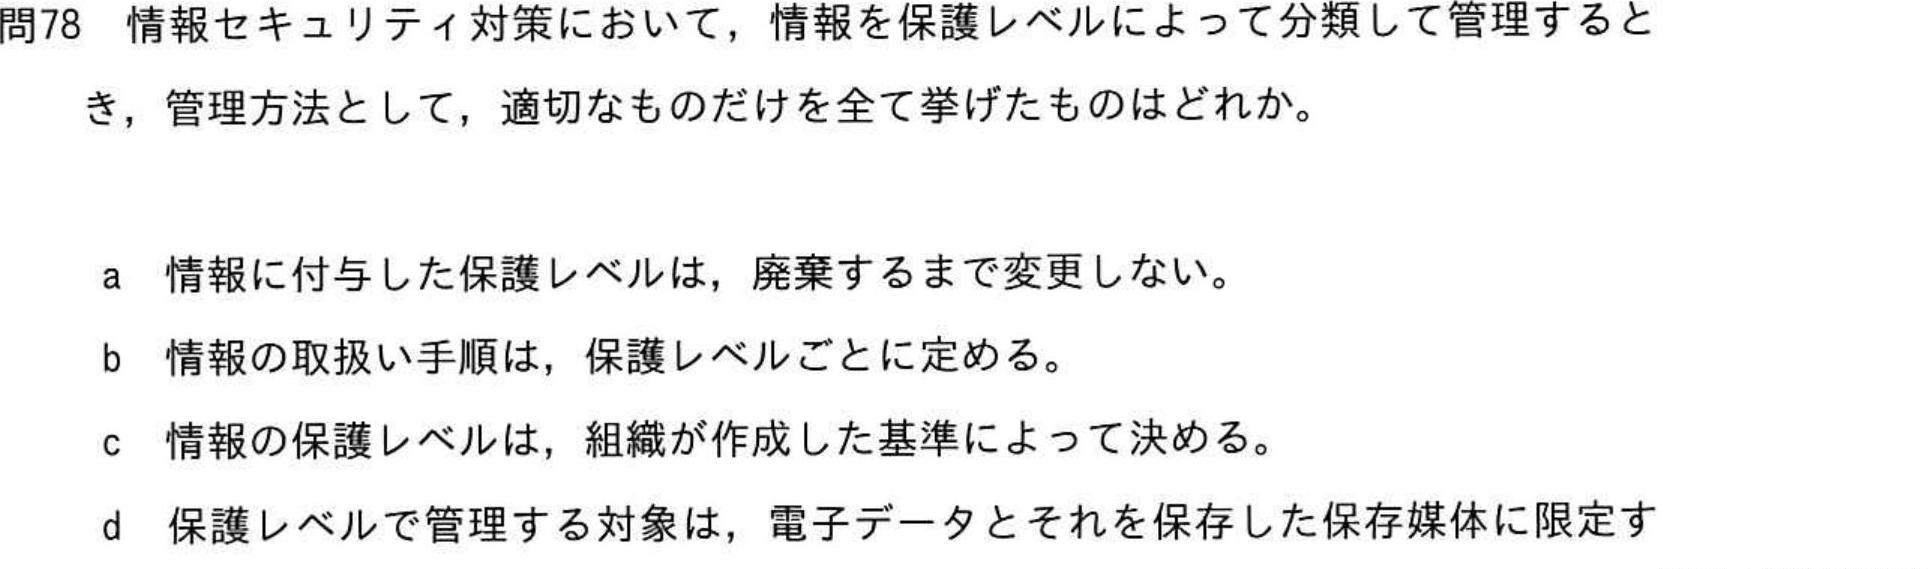 問78 情報セキュリティ対策において，情報を保護レベルによって分類して管理すると
き，管理方法として，適切なものだけを全て挙げたものはどれか。
a 情報に付与した保護レベルは，廃棄するまで変更しない。
b 情報の取扱い手順は，保護レベルごとに定める。
c 情報の保護レベルは，組織が作成した基準によって決める。
d 保護レベルで管理する対象は，電子データとそれを保存した保存媒体に限定す